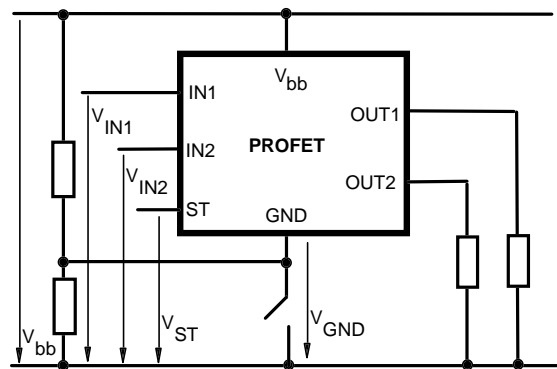 V bb
IN1
V IN1
OUT1
PROFET
IN2
V IN2
OUT2
ST
GND
V bb
V ST
V GND